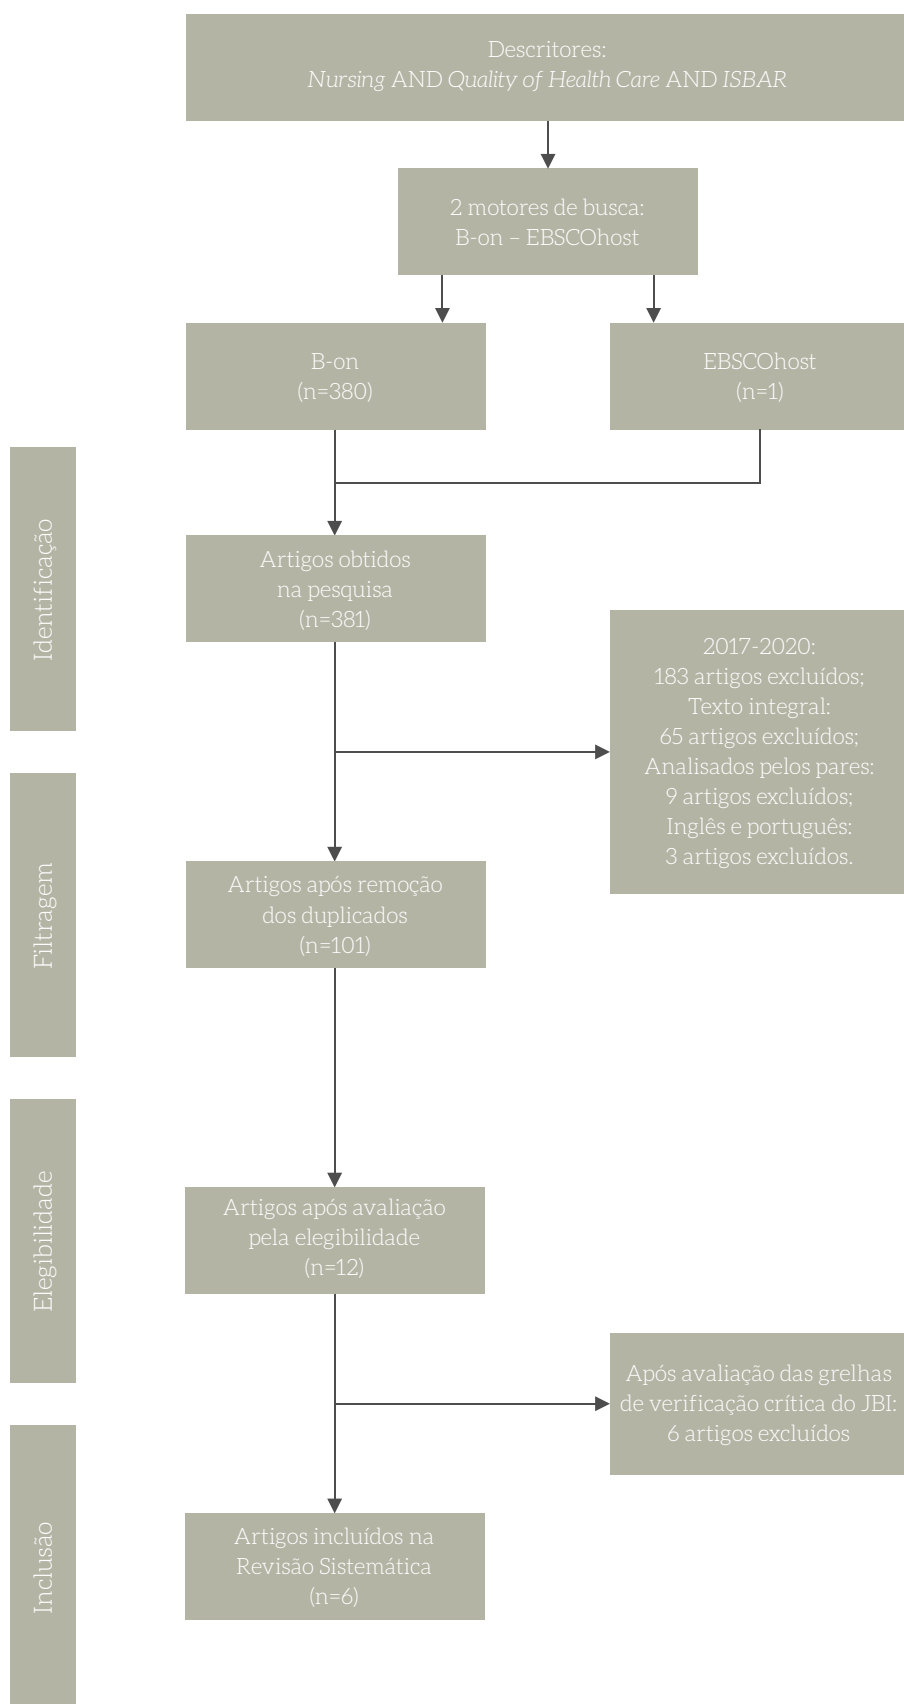 Descritores:
Nursing AND Quality of Health Care AND ISBAR
2 motores de busca:
B-on – EBSCOhost
B-on
(n=380)
EBSCOhost
(n=1)
Identificação
Artigos obtidos
na pesquisa
(n=381)
2017-2020:
183 artigos excluídos;
Texto integral:
65 artigos excluídos;
Analisados pelos pares:
9 artigos excluídos;
Inglês e português:
3 artigos excluídos.
Filtragem
Artigos após remoção
dos duplicados
(n=101)
Elegibilidade
Artigos após avaliação
pela elegibilidade
(n=12)
Após avaliação das grelhas
de verificação crítica do JBI:
6 artigos excluídos
Inclusão
Artigos incluídos na
Revisão Sistemática
(n=6)